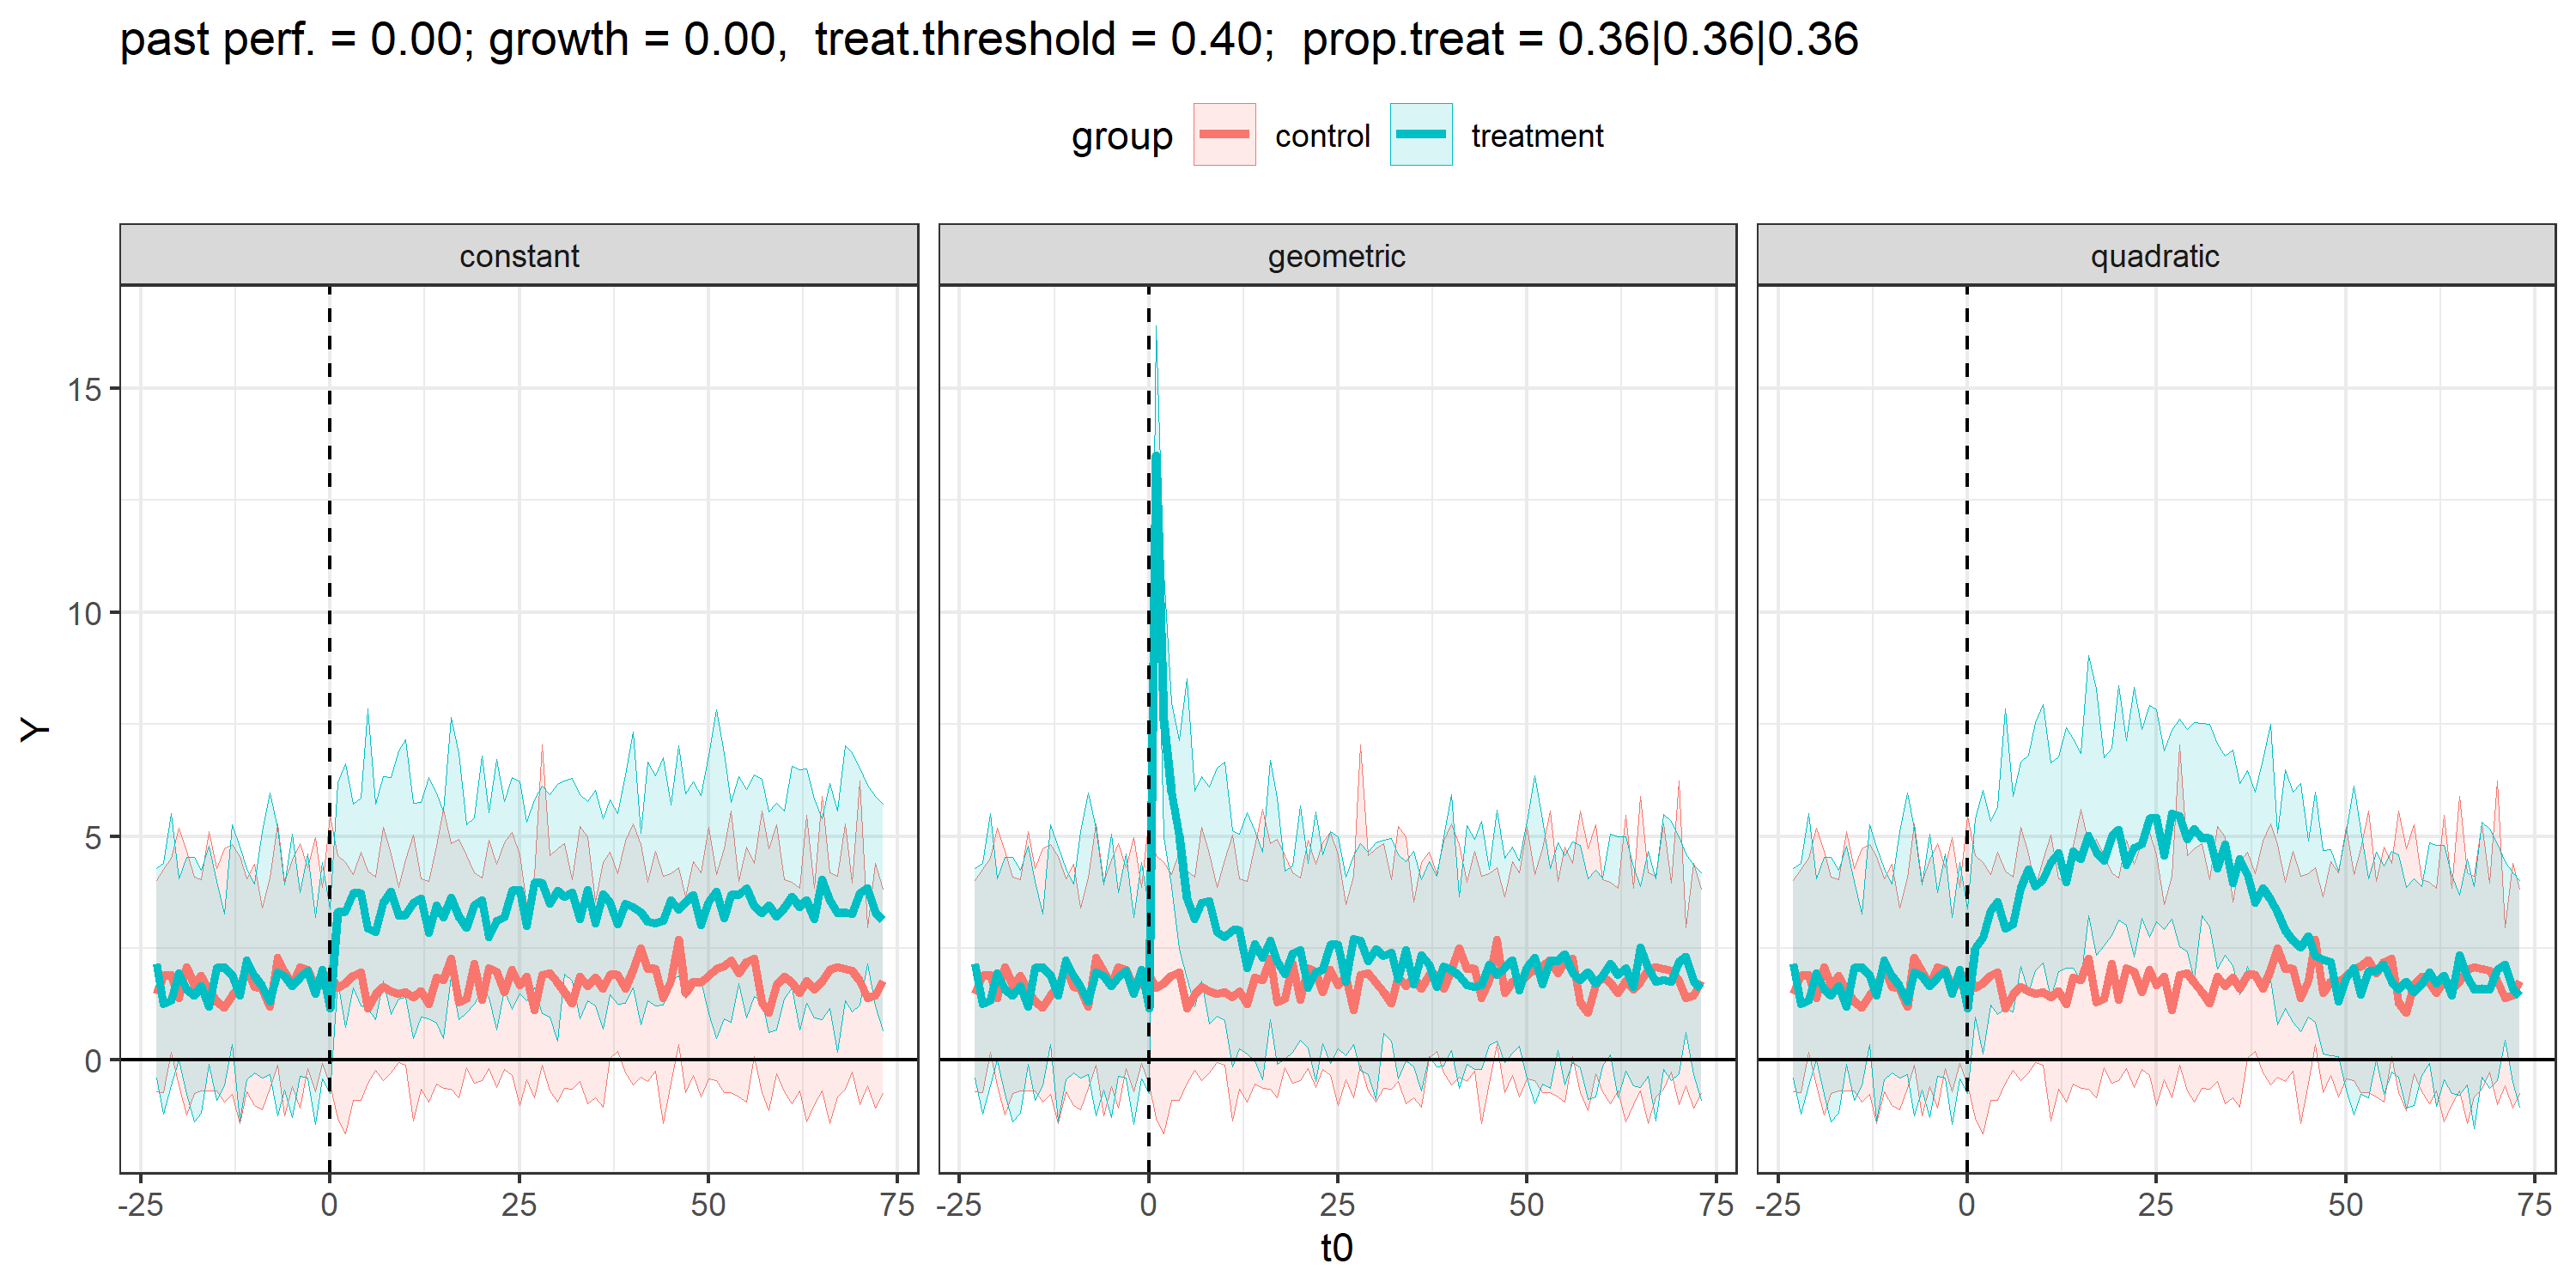 past perf. = 0.00; growth = 0.00,  treat.threshold = 0.40;  prop.treat = 0.36|0.36|0.36
group control treatment
constant geometric quadratic
15
10
5
0
Y
-25 0 25 50 75 -25 0 25 50 75 -25 0 25 50 75
t0